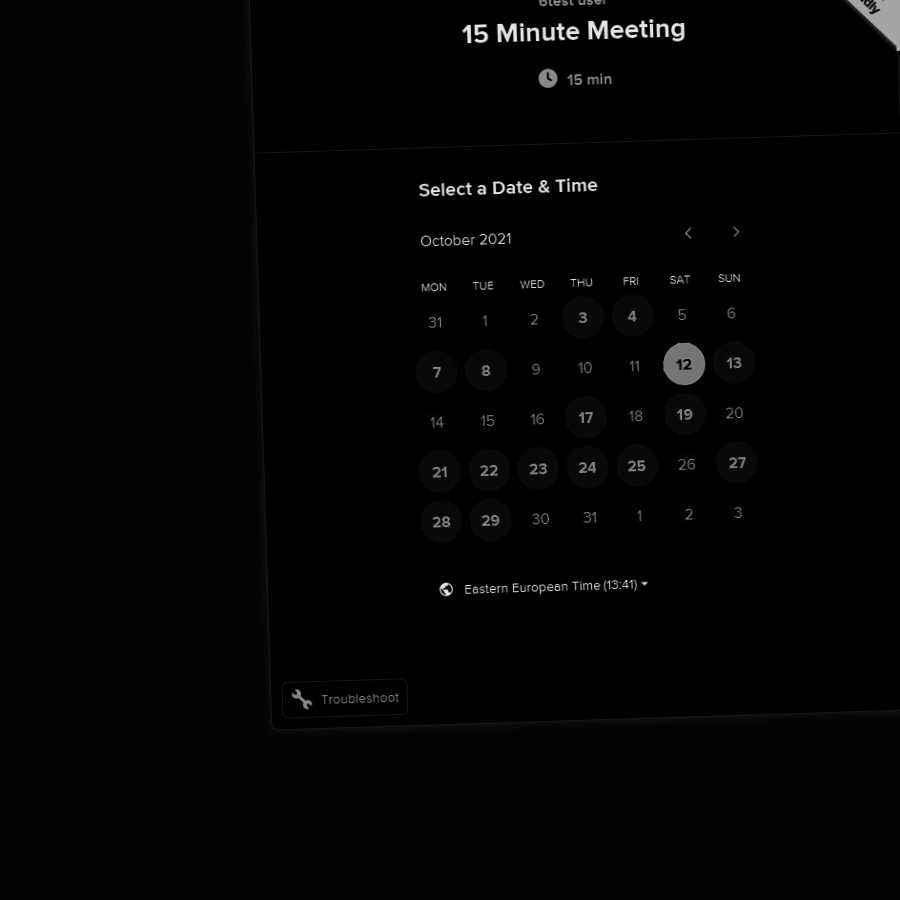 6test user
15 Minute Meeting
15 min
Select a Date & Time
October 2021
MON TUE WED THU FRI SAT SUN
31 1 2 3 4 5 6
7 8 9 10 11 12 13
14 15 16 17 18 19 20
21 22 23 24 25 26 27
28 29 30 31 1 2 3
Eastern European Time (13:41)
Troubleshoot